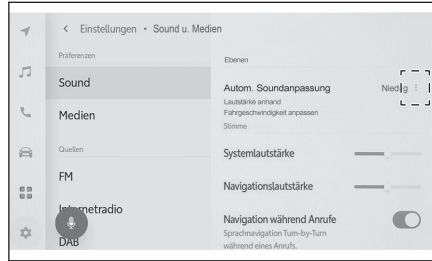 Einstellungen • Sound u. Medien
Präferenzen
Sound
Medien
Quellen
FM
Internetradio
DAB
Ebenen
Autom. Soundanpassung Niedrig
Lautstärke anhand
Fahrgeschwindigkeit anpassen
Stimme
Systemlautstärke
Navigationslautstärke
Navigation während Anrufe
Sprachnavigation Turn-by-Turn
während eines Anrufs.